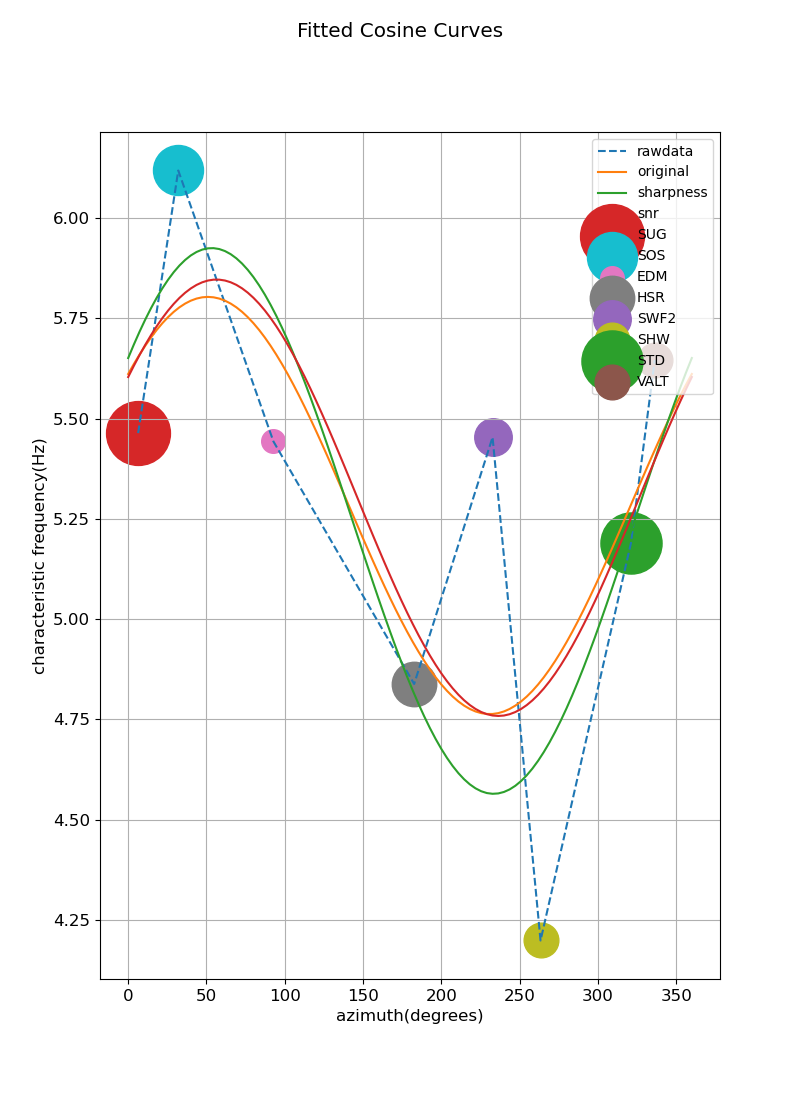 Fitted Cosine Curves
rawdata
original
sharpness
snr
SUG
SOS
EDM
HSR
SWF2
SHW
STD
VALT
6.00
5.75
5.50
5.25
5.00
4.75
4.50
4.25
characteristic frequency(Hz)
0 50 100 150 200 250 300 350
azimuth(degrees)